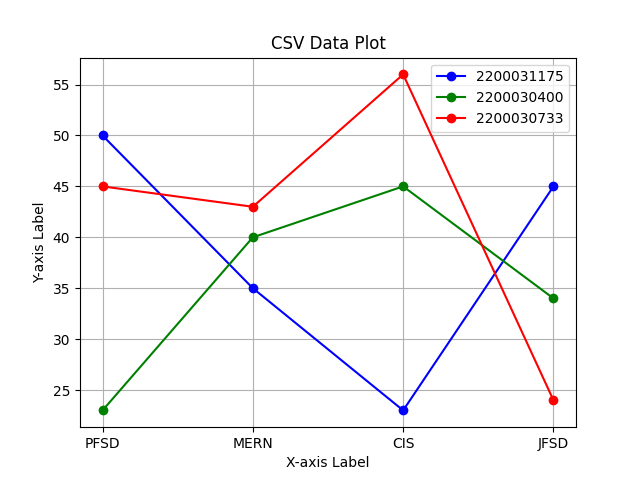 CSV Data Plot
2200031175
2200030400
2200030733
55
50
45
40
35
30
25
Y-axis Label
PFSD MERN CIS JFSD
X-axis Label